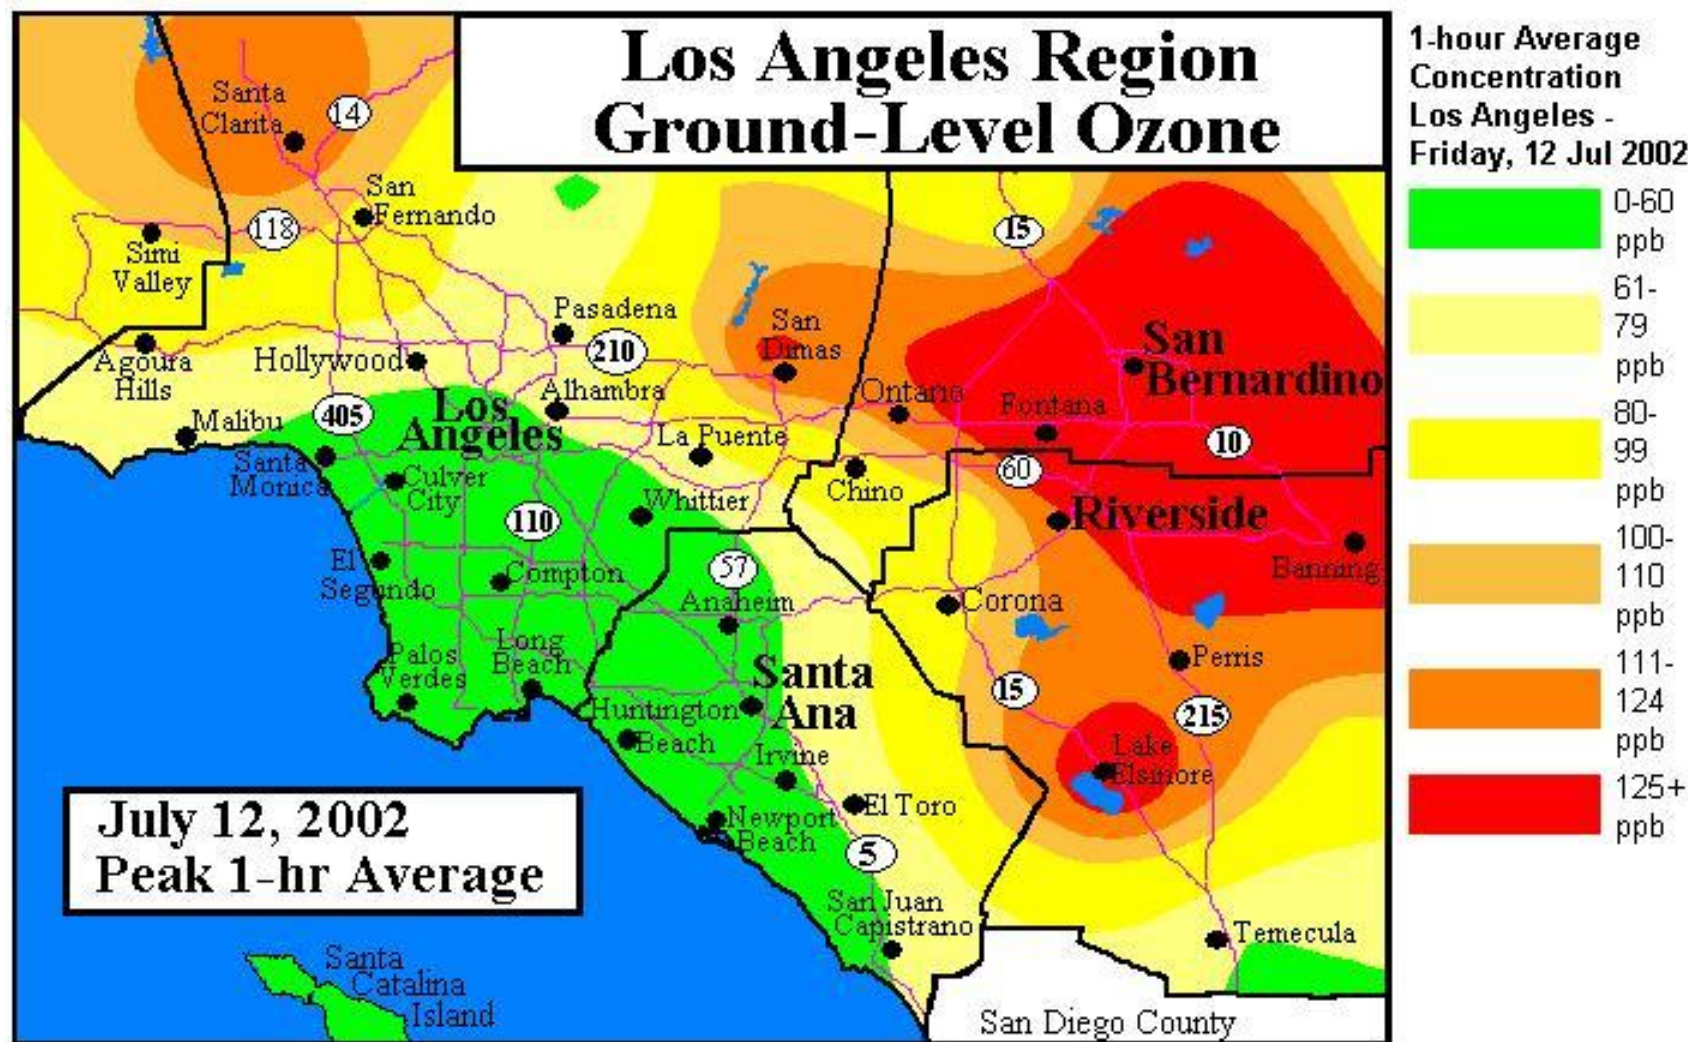 Los Angeles Region
Ground-Level Ozone
1-hour Average
Concentration
Los Angeles -
Friday, 12 Jul 2002
0-60
ppb
61-
79
ppb
80-
99
ppb
100-
110
ppb
111-
124
ppb
125+
ppb
Santa
Clarita
14
San
Fernando
118
Simi
Valley
15
Pasadena
210
San
Dimas
San
Bernardino
Agoura
Hills
Hollywood
Malibu
405
Los
Angeles
Alhambra
La Puente
Ontario
Fontana
10
Santa
Monica
Culver
City
110
Whittier
Chino
60
Riverside
Banning
El
Segundo
Compton
57
Anaheim
Corona
Palos
Verdes
Long
Beach
Santa
Ana
Perris
15
215
Huntington
Beach
Irvine
Lake
Elsinore
El Toro
Newport
Beach
5
July 12, 2002
Peak 1-hr Average
San Juan
Capistrano
Temecula
Santa
Catalina
Island
San Diego County